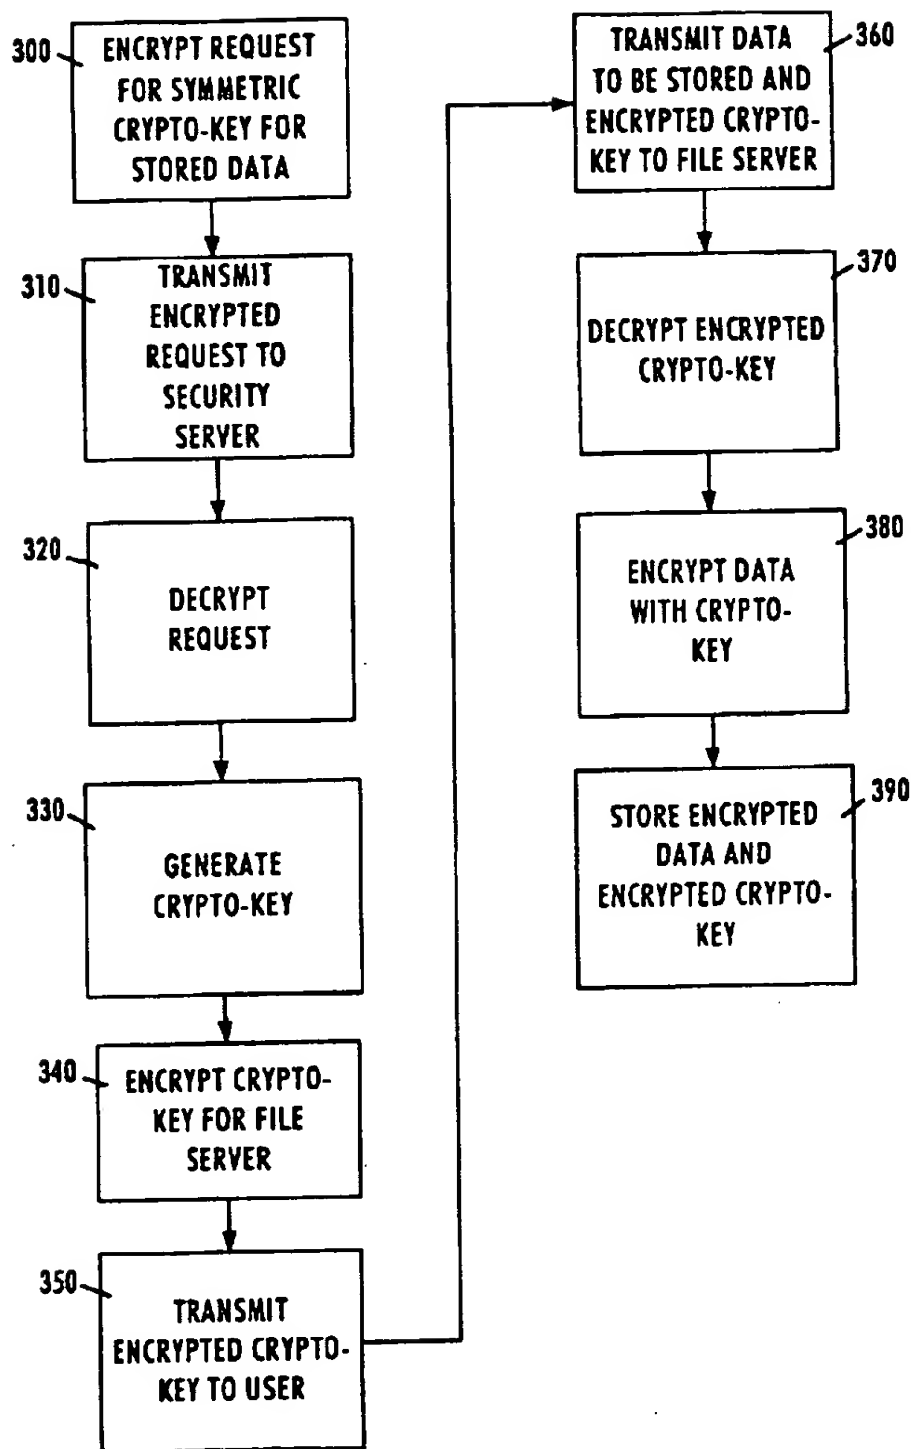 300
ENCRYPT REQUEST
FOR SYMMETRIC
CRYPTO-KEY FOR
STORED DATA
310
TRANSMIT
ENCRYPTED
REQUEST TO
SECURITY
SERVER
320
DECRYPT
REQUEST
330
GENERATE
CRYPTO-KEY
340
ENCRYPT CRYPTO-
KEY FOR FILE
SERVER
350
TRANSMIT
ENCRYPTED CRYPTO-
KEY TO USER
360
TRANSMIT DATA
TO BE STORED AND
ENCRYPTED CRYPTO-
KEY TO FILE SERVER
370
DECRYPT ENCRYPTED
CRYPTO-KEY
380
ENCRYPT DATA
WITH CRYPTO-
KEY
390
STORE ENCRYPTED
DATA AND
ENCRYPTED CRYPTO-
KEY